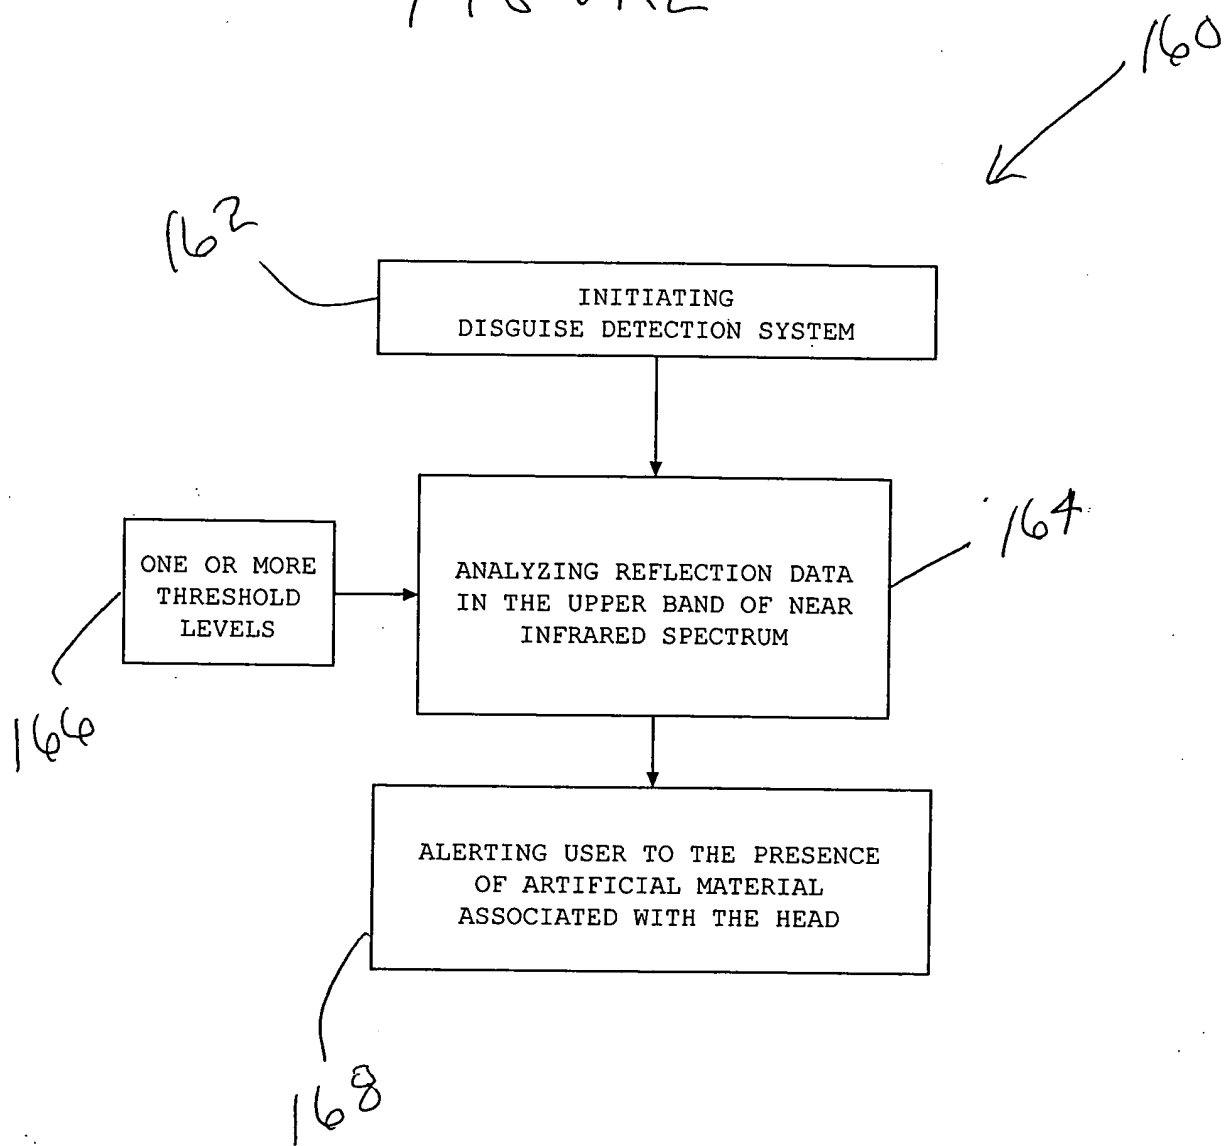 160
162
INITIATING
DISGUISE DETECTION SYSTEM
164
ONE OR MORE
THRESHOLD
LEVELS
ANALYZING REFLECTION DATA
IN THE UPPER BAND OF NEAR
INFRARED SPECTRUM
166
ALERTING USER TO THE PRESENCE
OF ARTIFICIAL MATERIAL
ASSOCIATED WITH THE HEAD
168